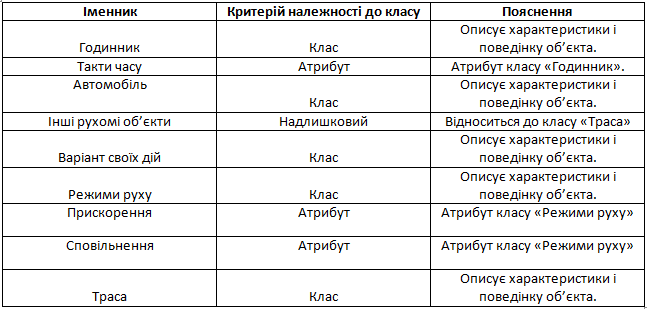 Іменник Критерій належності до класу Пояснення
Годинник Клас Описує характеристики і
поведінку об’єкта.
Такти часу Атрибут Атрибут класу «Годинник».
Автомобіль Клас Описує характеристики і
поведінку об’єкта.
Інші рухомі об’єкти Надлишковий Відноситься до класу «Траса»
Варіант своїх дій Клас Описує характеристики і
поведінку об’єкта.
Режими руху Клас Описує характеристики і
поведінку об’єкта.
Прискорення Атрибут Атрибут класу «Режими руху»
Сповільнення Атрибут Атрибут класу «Режими руху»
Траса Клас Описує характеристики і
поведінку об’єкта.